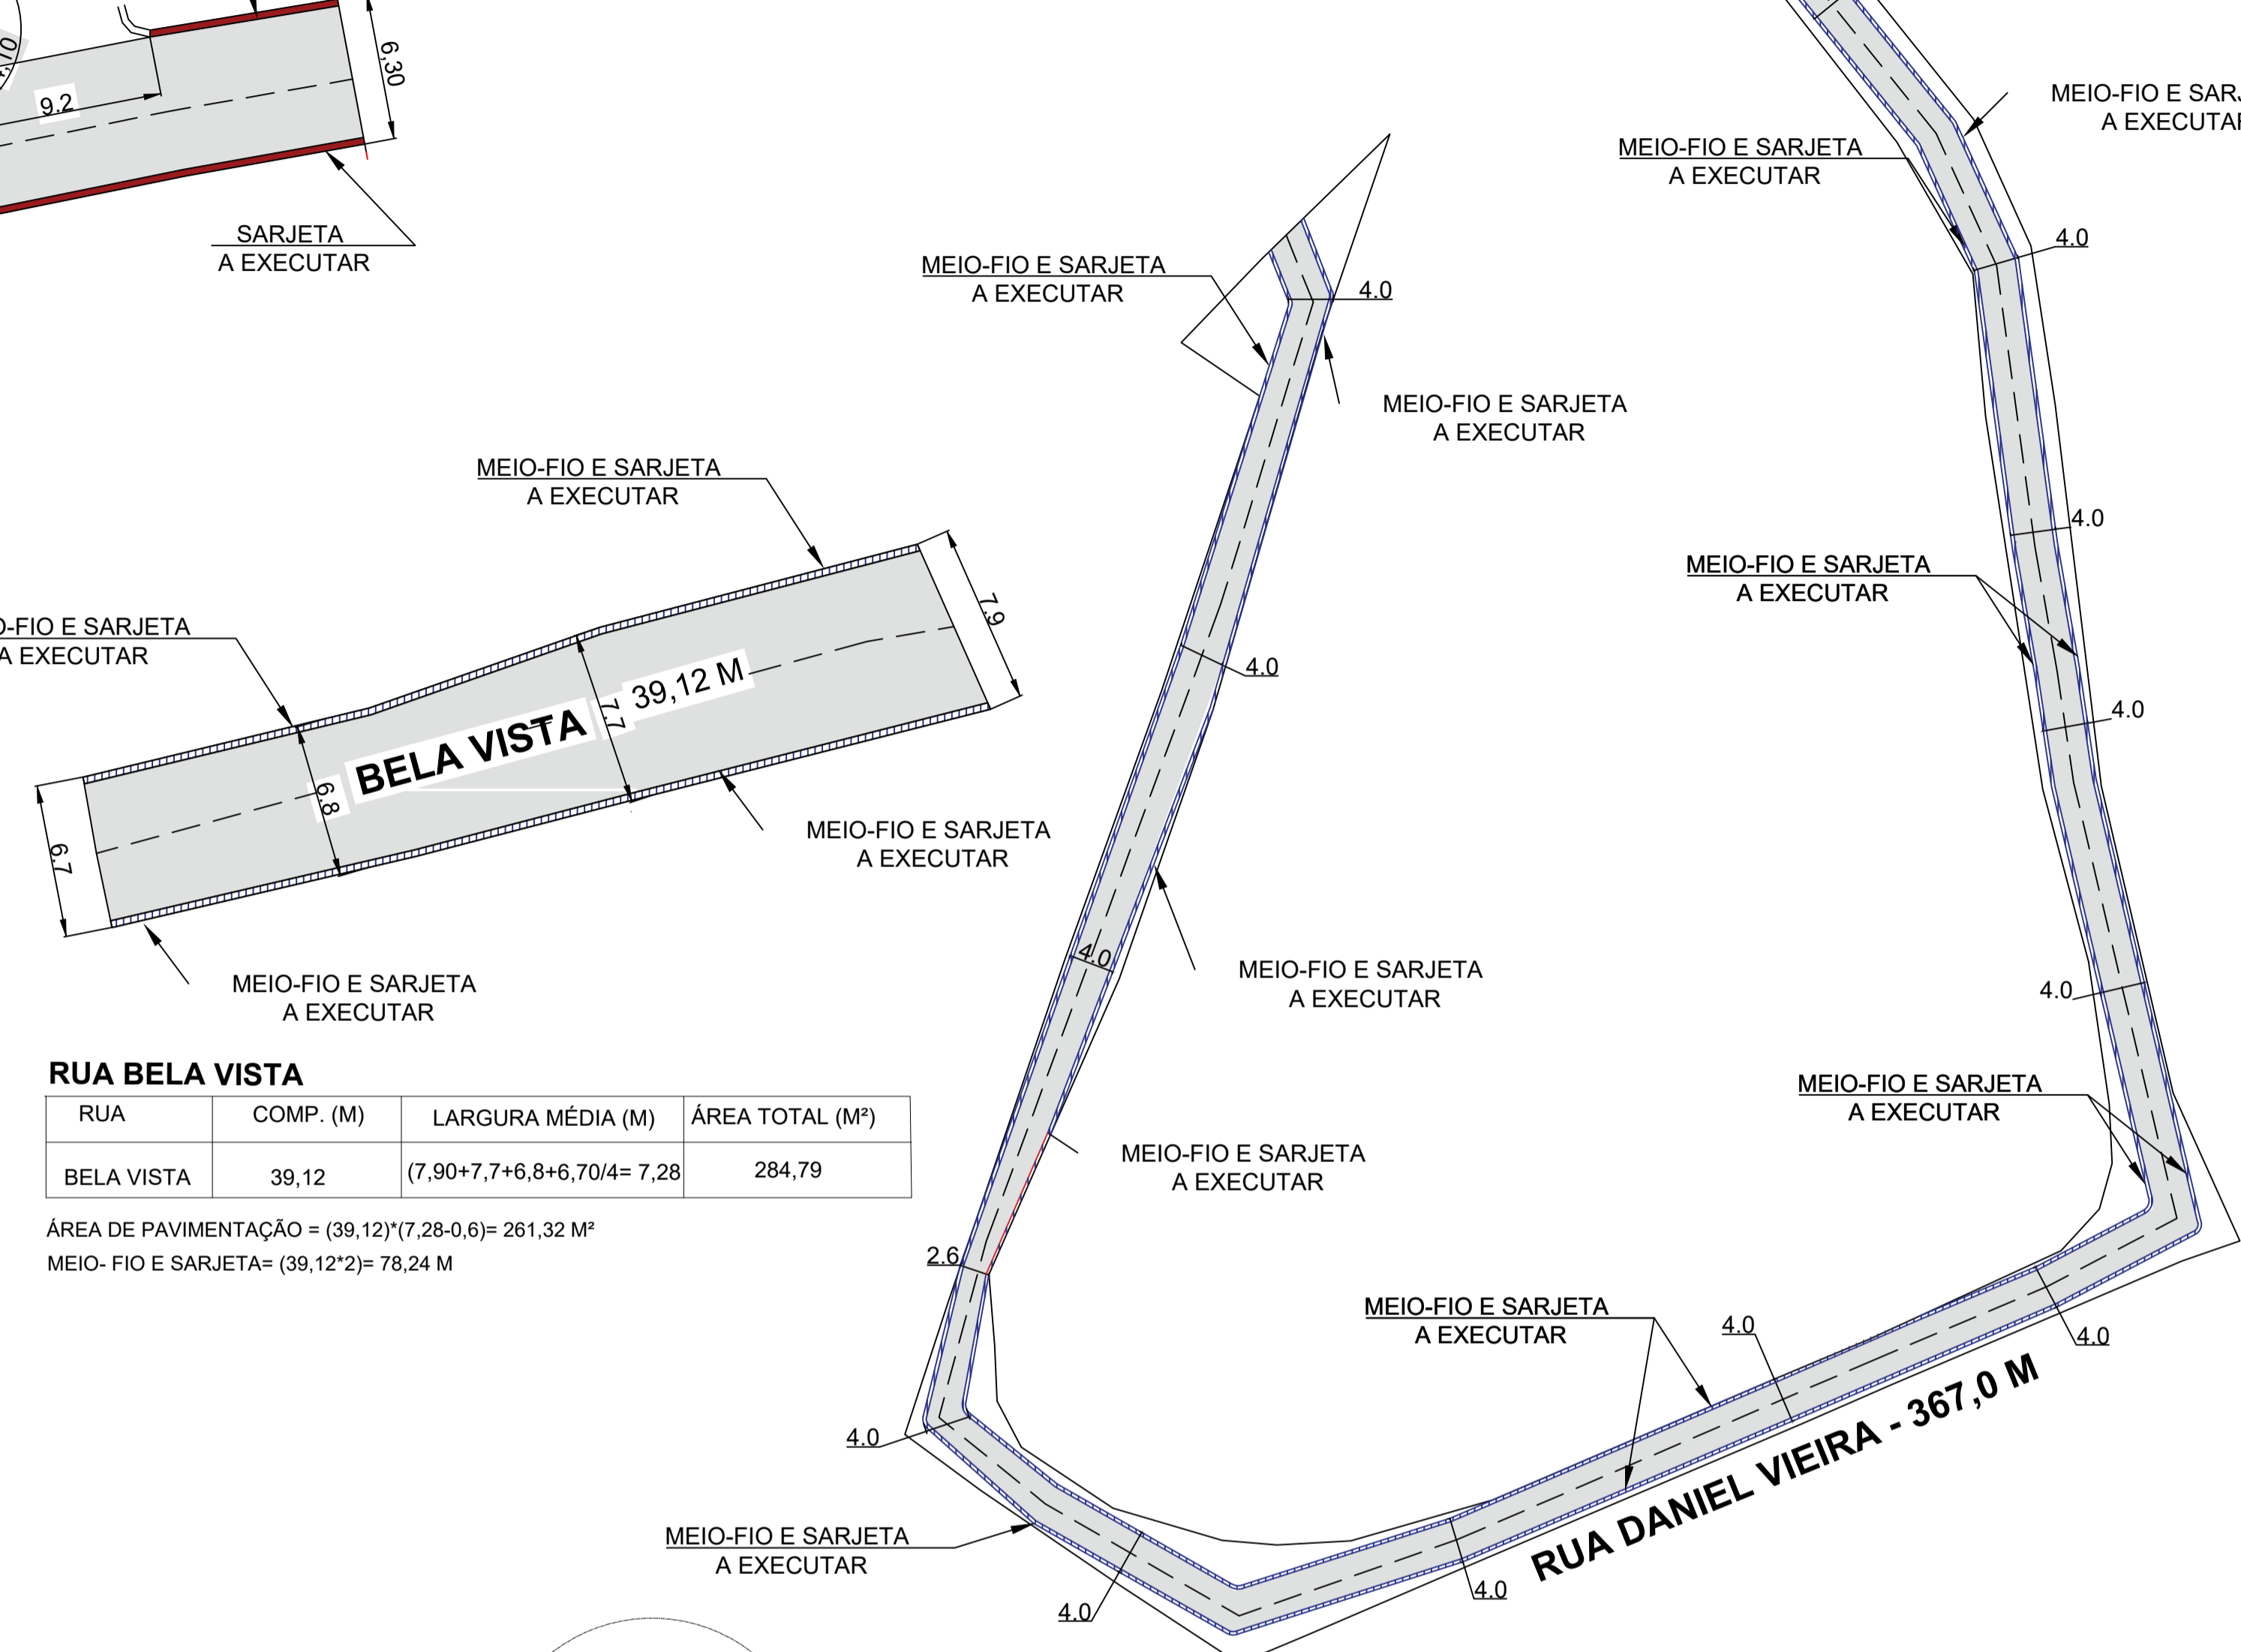 6,30
9.2
SARJETA
A EXECUTAR
MEIO-FIO E SARJETA
A EXECUTAR
4.0
MEIO-FIO E SARJETA
A EXECUTAR
MEIO-FIO E SAR
A EXECUTAR
MEIO-FIO E SARJETA
A EXECUTAR
4.0
4.0
MEIO-FIO E SARJETA
A EXECUTAR
4.0
4.0
MEIO-FIO E SARJETA
A EXECUTAR
MEIO-FIO E SARJETA
A EXECUTAR
O-FIO E SARJETA
A EXECUTAR
7.9
39,12 M
7.7
BELA VISTA
6.8
6.7
MEIO-FIO E SARJETA
A EXECUTAR
MEIO-FIO E SARJETA
A EXECUTAR
4.0
4.0
MEIO-FIO E SARJETA
A EXECUTAR
MEIO-FIO E SARJETA
A EXECUTAR
2.6
4.0
MEIO-FIO E SARJETA
A EXECUTAR
4.0
4.0
MEIO-FIO E SARJETA
A EXECUTAR
4.0
4.0
RUA DANIEL VIEIRA - 367,0 M
RUA BELA VISTA
RUA COMP. (M) LARGURA MÉDIA (M) ÁREA TOTAL (M²)
BELA VISTA 39,12 (7,90+7,7+6,8+6,70/4= 7,28 284,79
ÁREA DE PAVIMENTAÇÃO = (39,12)*(7,28-0,6)= 261,32 M²
MEIO- FIO E SARJETA= (39,12*2)= 78,24 M